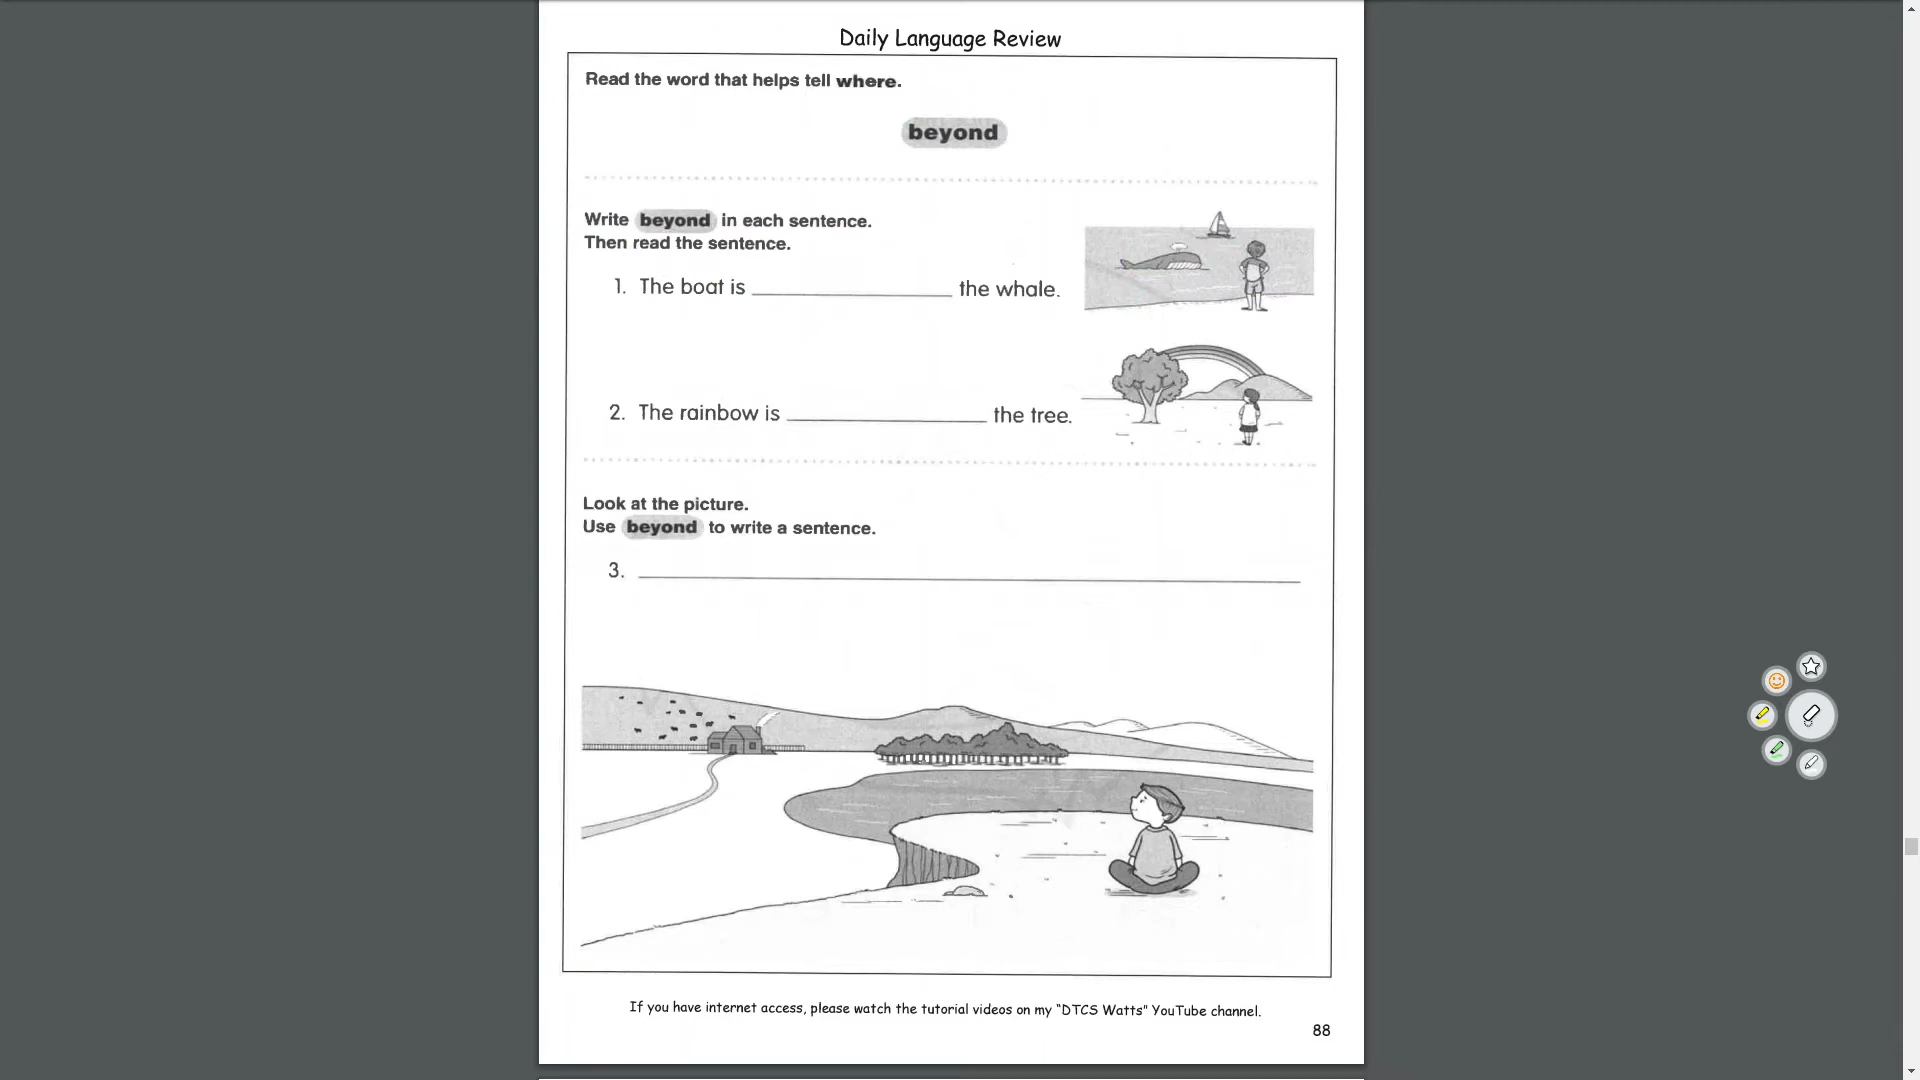 Daily Language Review
Read the word that helps tell where.
beyond
Write beyond in each sentence.
Then read the sentence.
1. The boat is ____________ the whale.
2. The rainbow is ____________ the tree.
Look at the picture.
Use beyond to write a sentence.
3. ____________
If you have internet access, please watch the tutorial videos on my "DTCS Watts" YouTube channel.
88